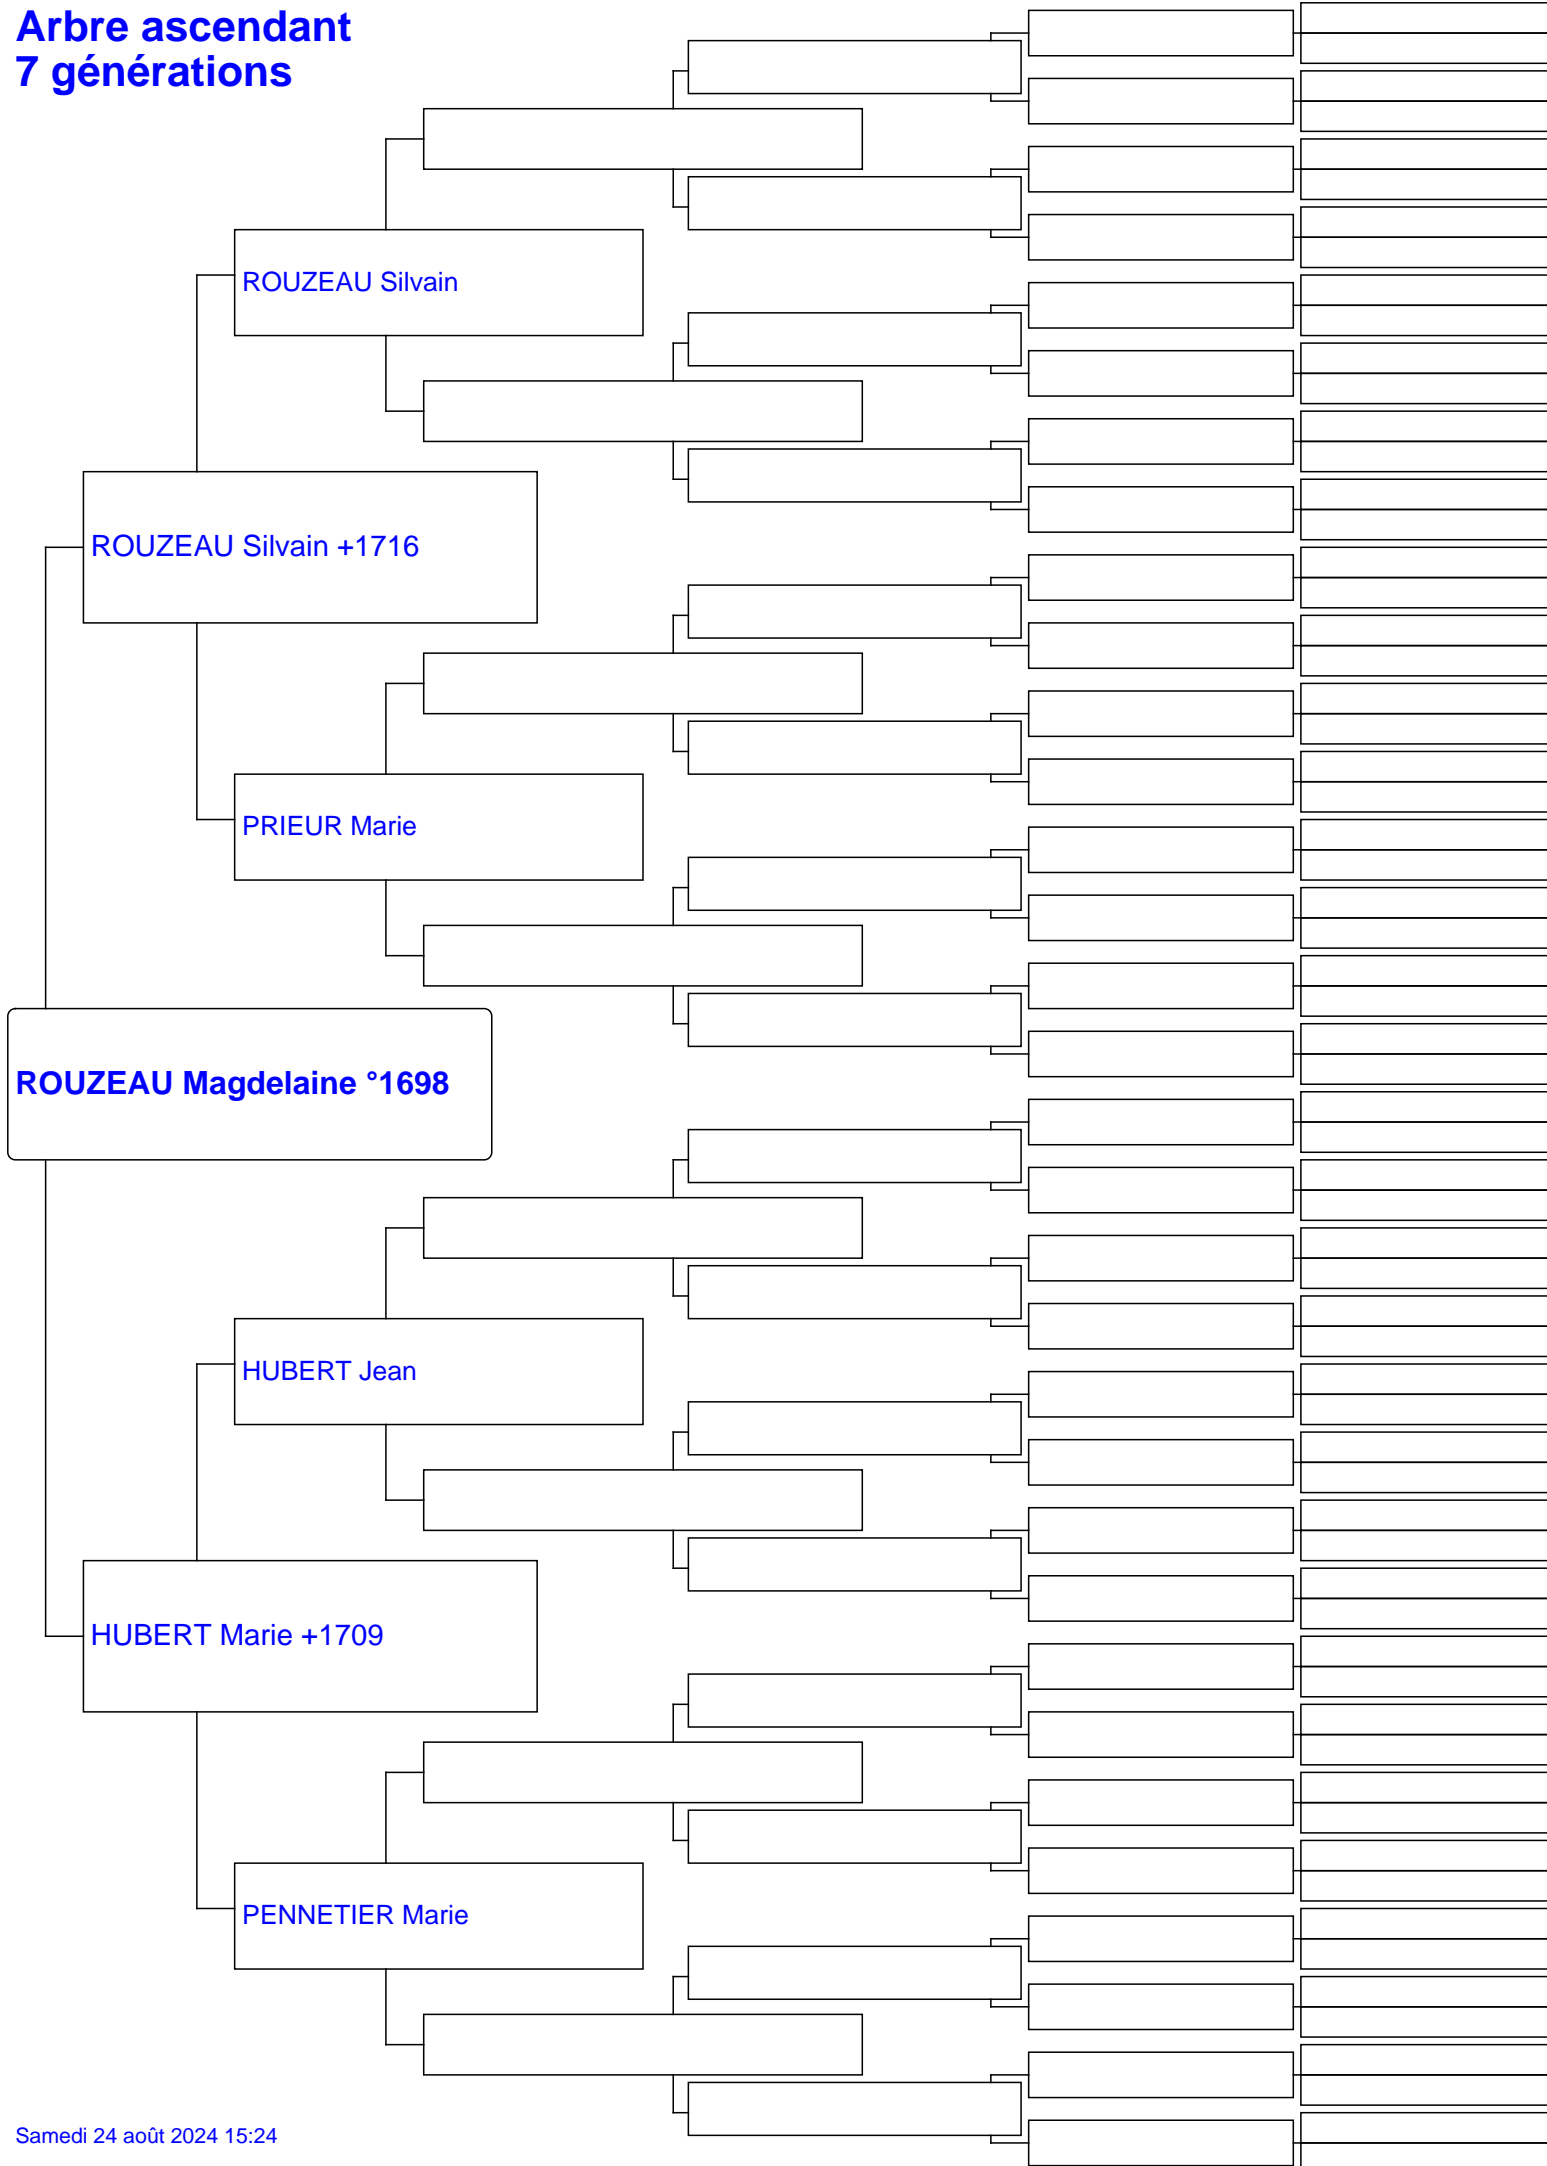 Arbre ascendant
7 générations
ROUZEAU Silvain
ROUZEAU Silvain +1716
PRIEUR Marie
ROUZEAU Magdelaine °1698
HUBERT Jean
HUBERT Marie +1709
PENNETIER Marie
Samedi 24 août 2024 15:24